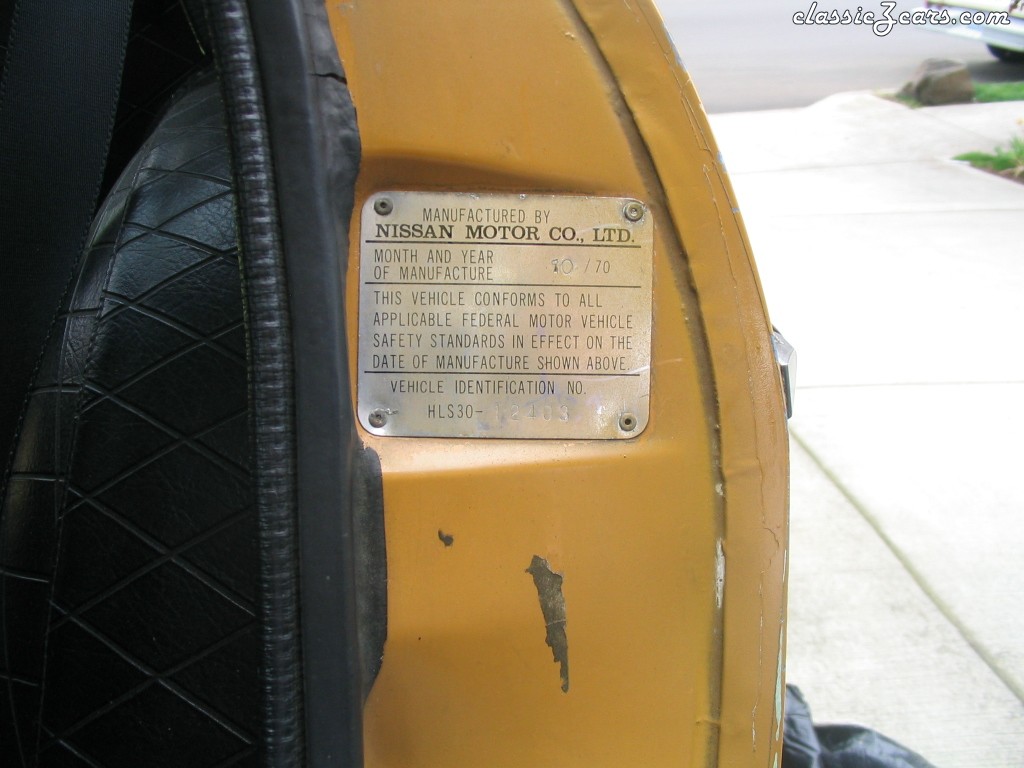 classicZcars.com
MANUFACTURED BY
NISSAN MOTOR CO., LTD.
MONTH AND YEAR
OF MANUFACTURE 10/70
THIS VEHICLE CONFORMS TO ALL
APPLICABLE FEDERAL MOTOR VEHICLE
SAFETY STANDARDS IN EFFECT ON THE
DATE OF MANUFACTURE SHOWN ABOVE.
VEHICLE IDENTIFICATION NO.
HLS30-